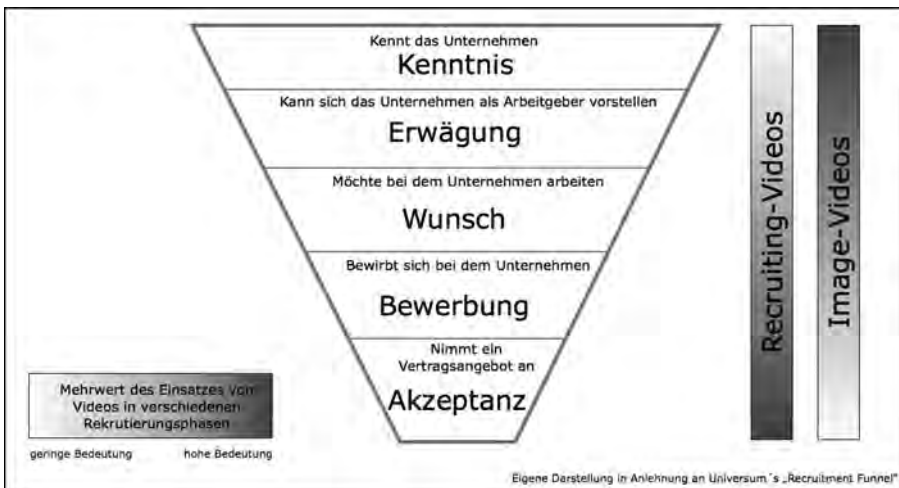 Kennt das Unternehmen
Kenntnis
Kann sich das Unternehmen als Arbeitgeber vorstellen
Erwägung
Möchte bei dem Unternehmen arbeiten
Wunsch
Bewirbt sich bei dem Unternehmen
Bewerbung
Nimmt ein
Vertragsangebot an
Akzeptanz
Recruiting-Videos
Image-Videos
Mehrwert des Einsatzes von
Videos in verschiedenen
Rekrutierungsphasen
geringe Bedeutung hohe Bedeutung
Eigene Darstellung in Anlehnung an Universum´s „Recruitment Funnel"